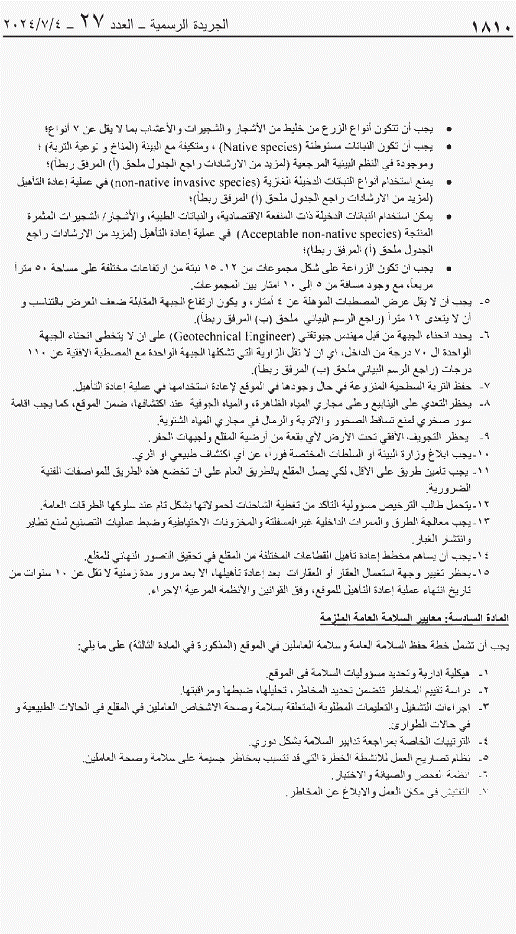 ١٨١٠
الجريدة الرسمية – العدد ٢٧ – ٢٠٢٤/٧/٤
• يجب أن تتكون أنواع الزرع من خليط من الأشجار والشجيرات والأعشاب بما لا يقل عن ٧ أنواع؛
• يجب أن تكون النباتات مستوطنة (Native species) ، ومتكيفة مع البيئة (المناخ و نوعية التربة) ؛
وموجودة في النظم البيئية المرجعية (لمزيد من الارشادات راجع الجدول ملحق (أ) المرفق ربطاً)؛
• يمنع استخدام أنواع النباتات الدخيلة الغازية (non-native invasive species) في عملية إعادة التأهيل
(لمزيد من الارشادات راجع الجدول ملحق (أ) المرفق ربطاً)؛
• يمكن استخدام النباتات الدخيلة ذات المنفعة الاقتصادية، والنباتات الطبية، والأشجار/ الشجيرات المثمرة
المنتجة (Acceptable non-native species) في عملية إعادة التأهيل (لمزيد من الارشادات راجع
الجدول ملحق (أ) المرفق ربطاً)؛
• يجب أن تكون الزراعة على شكل مجموعات من ١٢- ١٥ نبتة من ارتفاعات مختلفة على مساحة ٥٠ متراً
مربعاً، مع وجود مسافة من ٥ إلى ١٠ امتار بين المجموعات.
٥- يجب أن لا يقل عرض المصطبات المؤهلة عن ٤ أمتار، و يكون ارتفاع الجبهة المقابلة ضعف العرض بالتناسب و
أن لا يتعدى ١٢ متراً (راجع الرسم البياني ملحق (ب) المرفق ربطاً).
٦- يحدد انحناء الجبهة من قبل مهندس جيوتقني (Geotechnical Engineer) على ان لا يتخطى انحناء الجبهة
الواحدة ال ٧٠ درجة من الداخل، اي ان لا تقل الزاوية التي تشكلها الجبهة الواحدة مع المصطبة الافقية عن ١١٠
درجات (راجع الرسم البياني ملحق (ب) المرفق ربطاً).
٧- حفظ التربة السطحية المنزوعة في حال وجودها في الموقع لإعادة استخدامها في عملية إعادة التأهيل.
٨- يحظر التعدي على الينابيع وعلى مجاري المياه الظاهرة، والمياه الجوفية عند اكتشافها، ضمن الموقع، كما يجب اقامة
سور صخري لمنع تساقط الصخور والاتربة والرمال في مجاري المياه الشتوية.
٩- يحظر التجويف الافقي تحت الارض لأي بقعة من أرضية المقلع ولجبهات الحفر.
١٠- يجب ابلاغ وزارة البيئة او السلطات المختصة فوراً، عن أي اكتشاف طبيعي او اثري.
١١- يجب تامين طريق على الاقل، لكي يصل المقلع بالطريق العام على ان تخضع هذه الطريق للمواصفات الفنية
الضرورية.
١٢- يتحمل طالب الترخيص مسؤولية التأكد من تغطية الشاحنات لحمولاتها بشكل تام عند سلوكها الطرقات العامة.
١٣- يجب معالجة الطرق والممرات الداخلية غير المسفلتة والمخزونات الاحتياطية وضبط عمليات التصنيع لمنع تطاير
وانتشار الغبار.
١٤- يجب أن يساهم مخطط إعادة تأهيل القطاعات المختلفة من المقلع في تحقيق التصور النهائي للمقلع.
١٥- يحظر تغيير وجهة استعمال العقار أو العقارات بعد إعادة تأهيلها، الا بعد مرور مدة زمنية لا تقل عن ١٠ سنوات من
تاريخ انتهاء عملية إعادة التأهيل للموقع، وفق القوانين والأنظمة المرعية الاجراء.
المادة السادسة: معايير السلامة العامة الملزمة
يجب أن تشمل خطة حفظ السلامة العامة وسلامة العاملين في الموقع (المذكورة في المادة الثالثة) على ما يلي:
١- هيكلية إدارية وتحديد مسؤوليات السلامة في الموقع.
٢- دراسة تقييم المخاطر تتضمن تحديد المخاطر، تحليلها، ضبطها ومراقبتها.
٣- اجراءات التشغيل والتعليمات المطلوبة المتعلقة بسلامة وصحة الاشخاص العاملين في المقلع في الحالات الطبيعية و
في حالات الطوارئ.
٤- الترتيبات الخاصة بمراجعة تدابير السلامة بشكل دوري.
٥- نظام تصاريح العمل للأنشطة الخطرة التي قد تتسبب بمخاطر جسيمة على سلامة وصحة العاملين.
٦- انظمة الفحص والصيانة والاختبار.
٧- التفتيش في مكان العمل والابلاغ عن المخاطر.